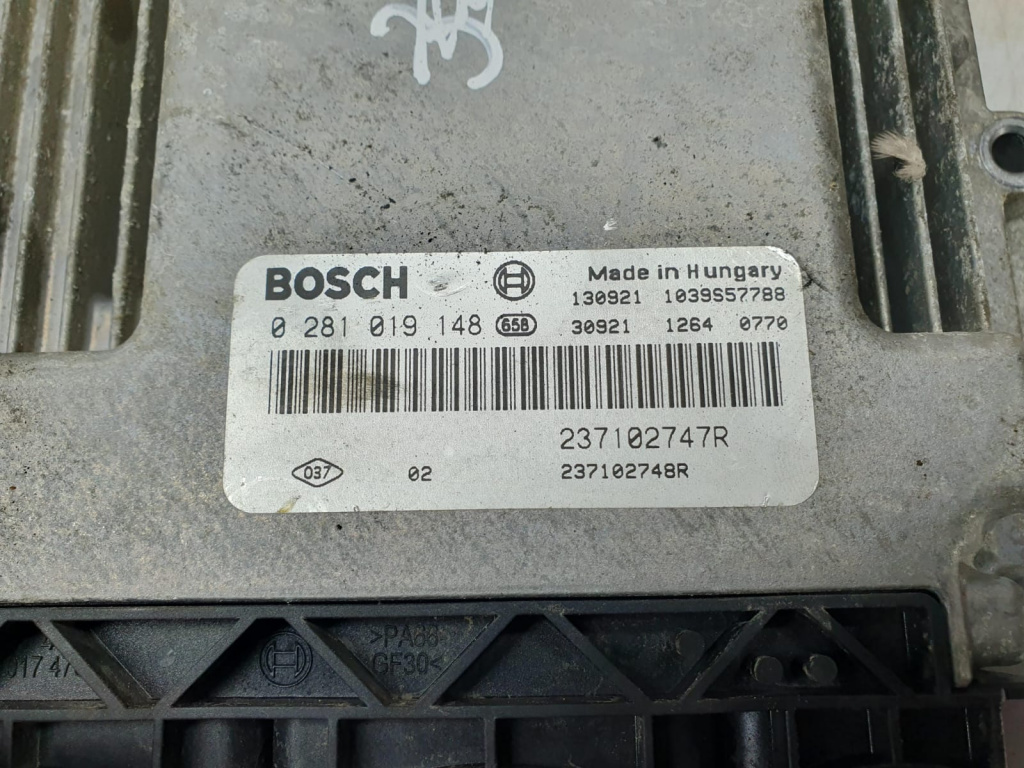 BOSCH
Made in Hungary
130921 1039S57788
0 281 019 148 658 30921 1264 0770
237102747R
037 02 237102748R
>PA66
GF30<